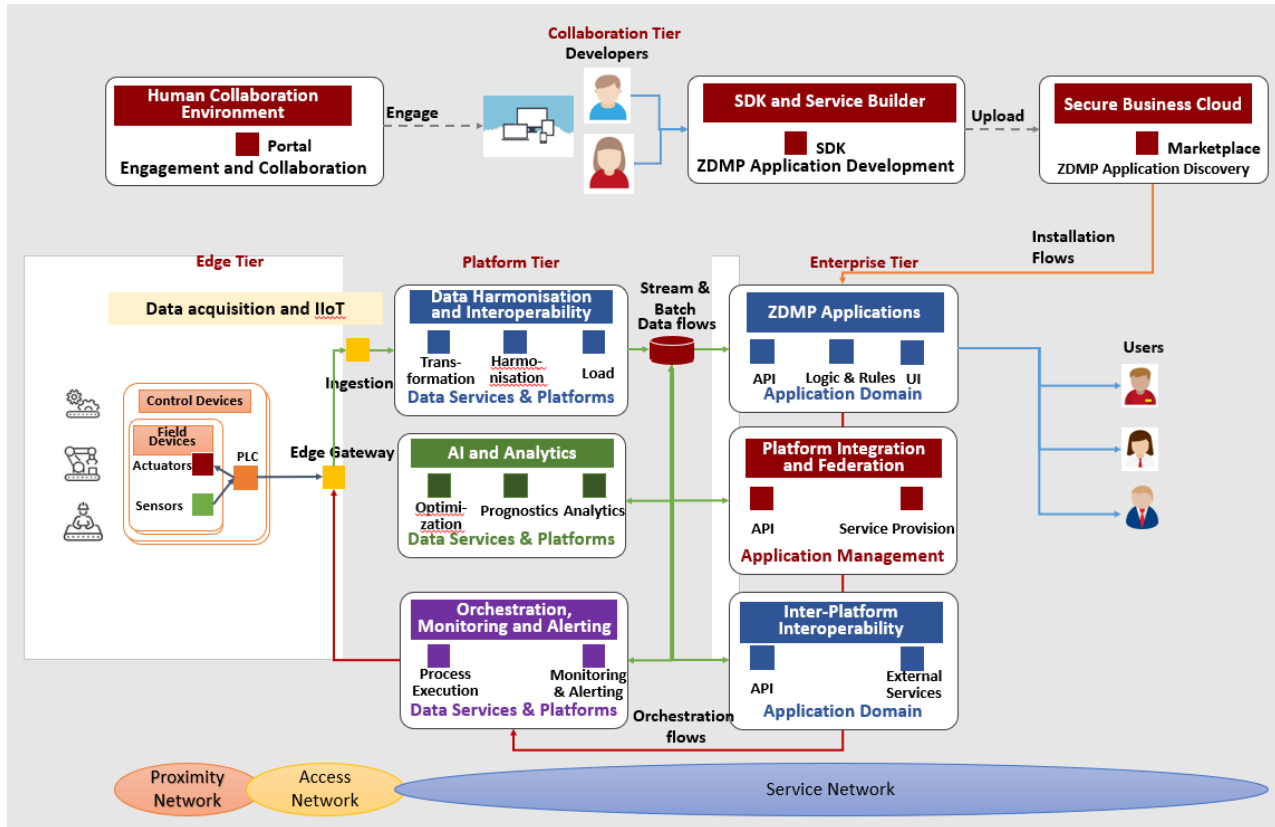 Collaboration Tier
Developers
Human Collaboration
Environment
Portal
Engagement and Collaboration
Engage
SDK and Service Builder
SDK
ZDMP Application Development
Upload
Secure Business Cloud
Marketplace
ZDMP Application Discovery
Installation
Flows
Edge Tier
Platform Tier
Enterprise Tier
Data acquisition and IIoT
Ingestion
Control Devices
Field
Devices
Actuators
PLC
Sensors
Edge Gateway
Data Harmonisation
and Interoperability
Trans-
formation
Harmo-
nisation
Load
Data Services & Platforms
Stream &
Batch
Data flows
ZDMP Applications
API
Logic & Rules
UI
Application Domain
Users
AI and Analytics
Optimi-
zation
Prognostics
Analytics
Data Services & Platforms
Platform Integration
and Federation
API
Service Provision
Application Management
Orchestration,
Monitoring and Alerting
Process
Execution
Monitoring
& Alerting
Data Services & Platforms
Inter-Platform
Interoperability
API
External
Services
Application Domain
Orchestration
flows
Proximity
Network
Access
Network
Service Network